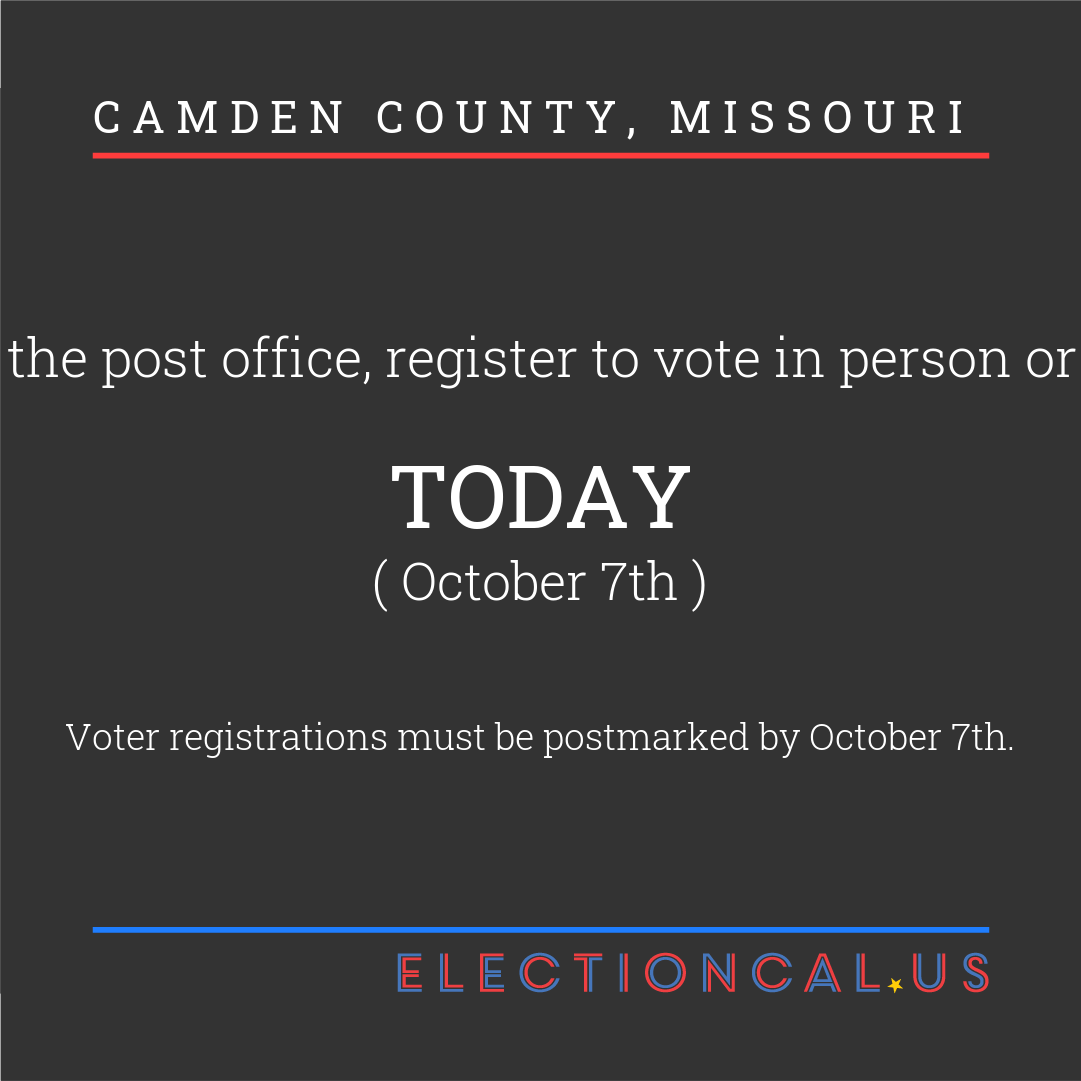 CAMDEN COUNTY, MISSOURI
the post office, register to vote in person or
TODAY
( October 7th )
Voter registrations must be postmarked by October 7th.
ELECTIONCAL.US